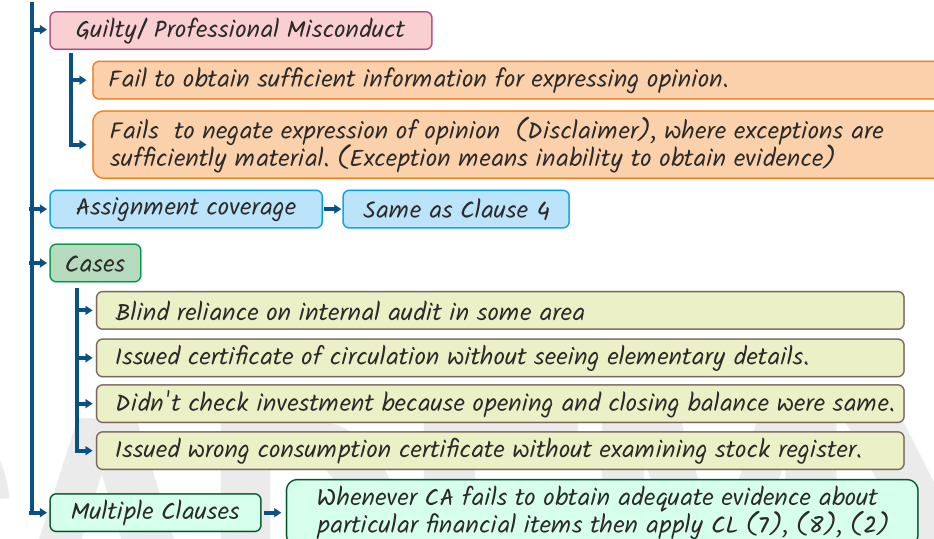 Guilty/ Professional Misconduct
Fail to obtain sufficient information for expressing opinion.
Fails to negate expression of opinion (Disclaimer), where exceptions are
sufficiently material. (Exception means inability to obtain evidence)
Assignment coverage
Same as Clause 4
Cases
Blind reliance on internal audit in some area
Issued certificate of circulation without seeing elementary details.
Didn't check investment because opening and closing balance were same.
Issued wrong consumption certificate without examining stock register.
Multiple Clauses
Whenever CA fails to obtain adequate evidence about
particular financial items then apply CL (7), (8), (2)